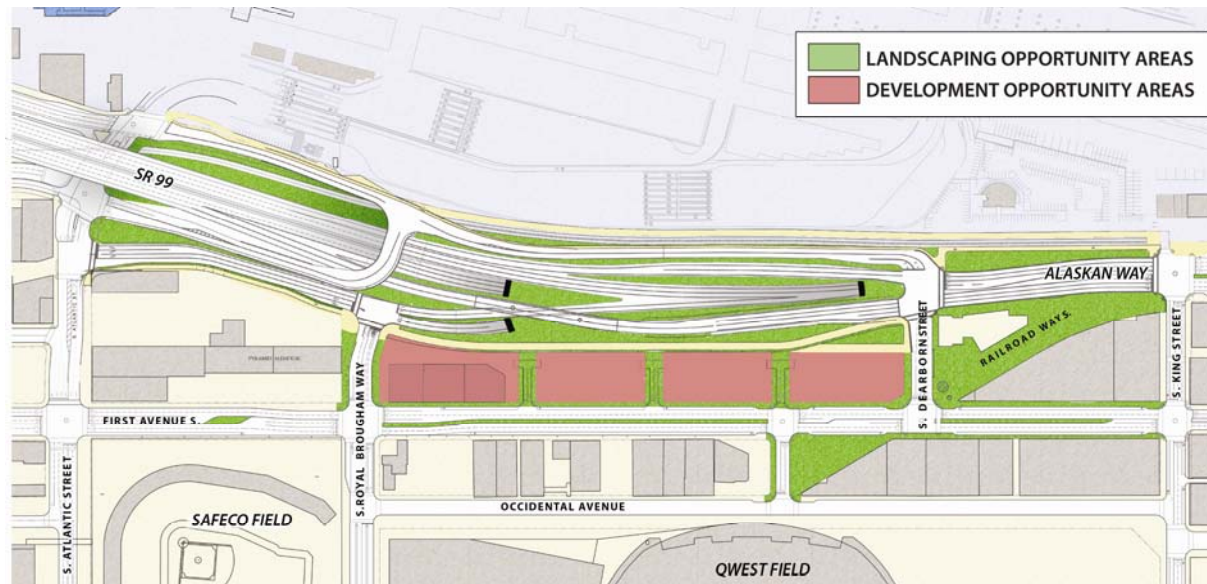 LANDSCAPING OPPORTUNITY AREAS
DEVELOPMENT OPPORTUNITY AREAS
SR 99
ALASKAN WAY
RAILROAD WAY S.
S. KING STREET
S. DEARBORN STREET
FIRST AVENUE S.
S. ROYAL BROUGHAM WAY
S. ATLANTIC STREET
OCCIDENTAL AVENUE
SAFECO FIELD
QWEST FIELD